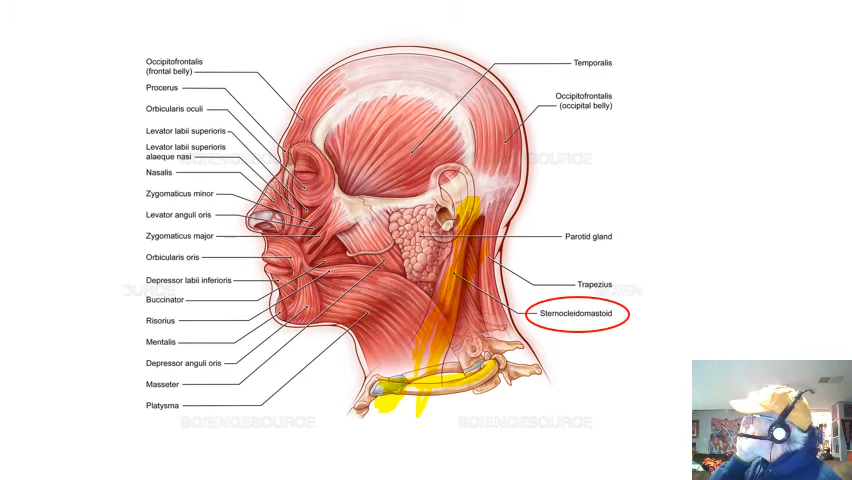 Occipitofrontalis
(frontal belly)
Procerus
Orbicularis oculi
Levator labii superioris
Levator labii superioris
alaeque nasi
Nasalis
Zygomaticus minor
Levator anguli oris
Zygomaticus major
Orbicularis oris
Depressor labii inferioris
Buccinator
Risorius
Mentalis
Depressor anguli oris
Masseter
Platysma
Temporalis
Occipitofrontalis
(occipital belly)
Parotid gland
Trapezius
Sternocleidomastoid
SCIENCESOURCE
SCIENCESOURCE